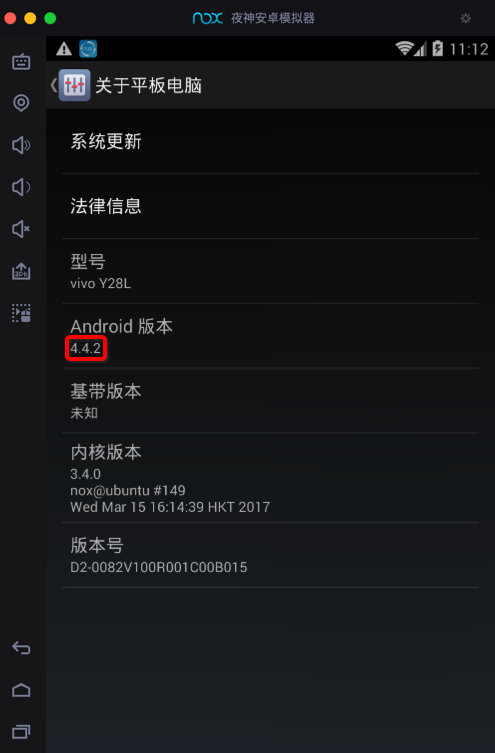 nox 夜神安卓模拟器
11:12
关于平板电脑
系统更新
法律信息
型号
vivo Y28L
Android 版本
4.4.2
基带版本
未知
内核版本
3.4.0
nox@ubuntu #149
Wed Mar 15 16:14:39 HKT 2017
版本号
D2-0082V100R001C00B015